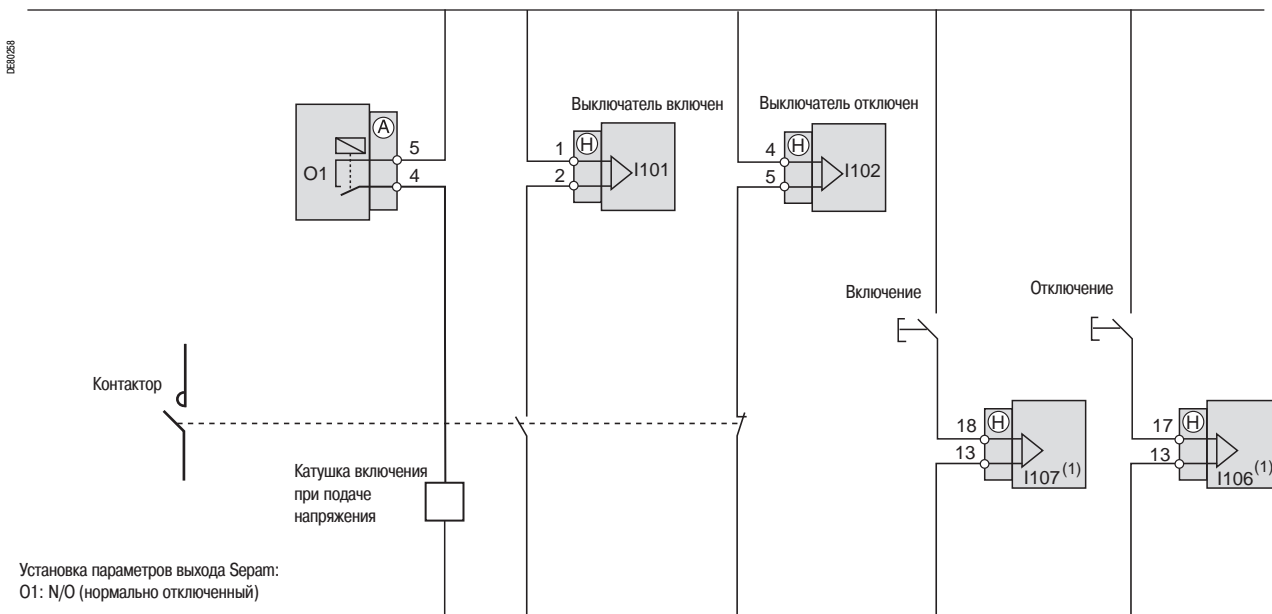 DE80258
Выключатель включен
Выключатель отключен
A
5
O1
4
1
H
I101
2
4
H
I102
5
Включение
Отключение
Контактор
18
H
13
I107 (1)
17
H
13
I106 (1)
Катушка включения
при подаче
напряжения
Установка параметров выхода Sepam:
O1: N/O (нормально отключенный)